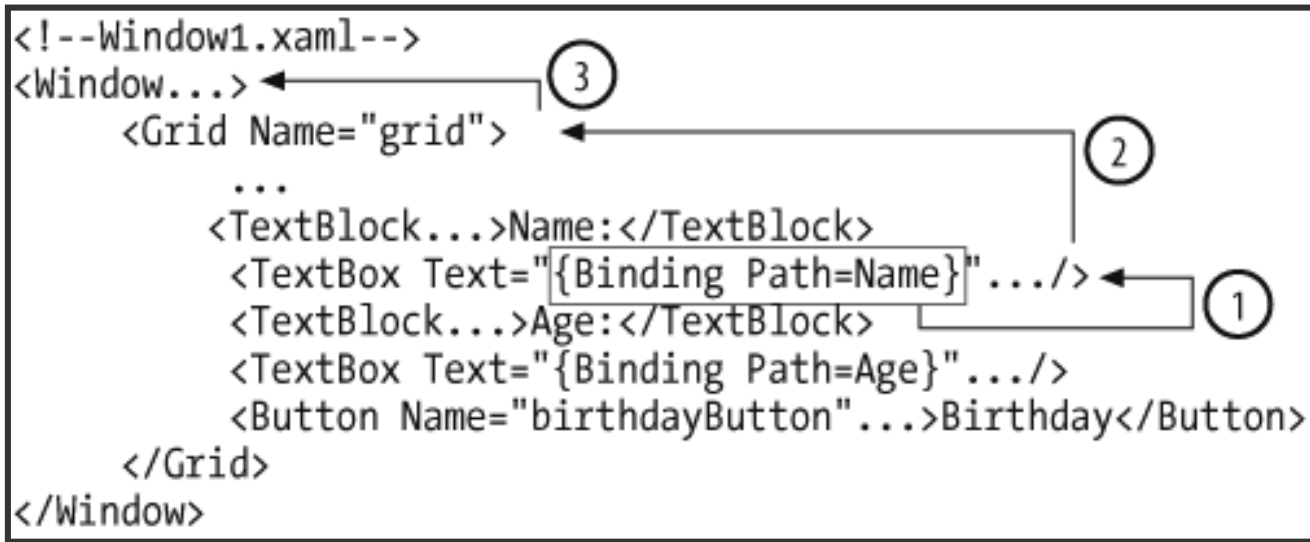 <!--Window1.xaml-->
<Window...>
3
<Grid Name="grid">
2
...
<TextBlock...>Name:</TextBlock>
<TextBox Text="{Binding Path=Name}".../>
1
<TextBlock...>Age:</TextBlock>
<TextBox Text="{Binding Path=Age}".../>
<Button Name="birthdayButton"...>Birthday</Button>
</Grid>
</Window>